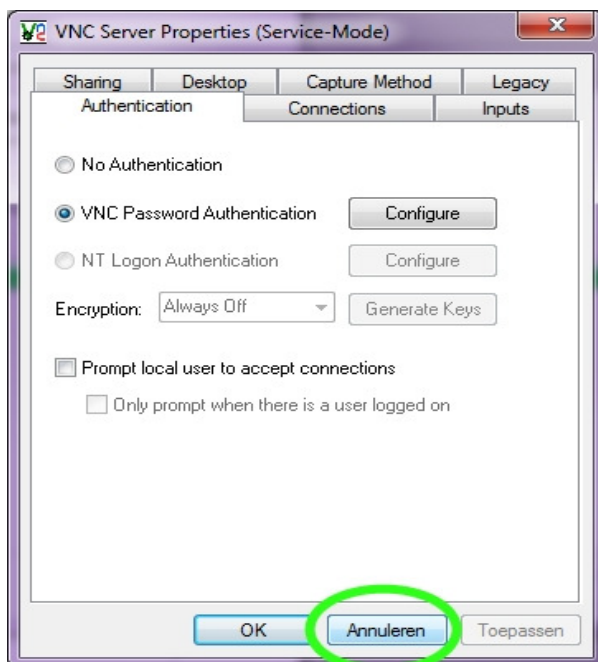 VNC Server Properties (Service-Mode)
Sharing Desktop Capture Method Legacy
Authentication Connections Inputs
No Authentication
VNC Password Authentication Configure
NT Logon Authentication Configure
Encryption: Always Off Generate Keys
Prompt local user to accept connections
Only prompt when there is a user logged on
OK Annuleren Toepassen